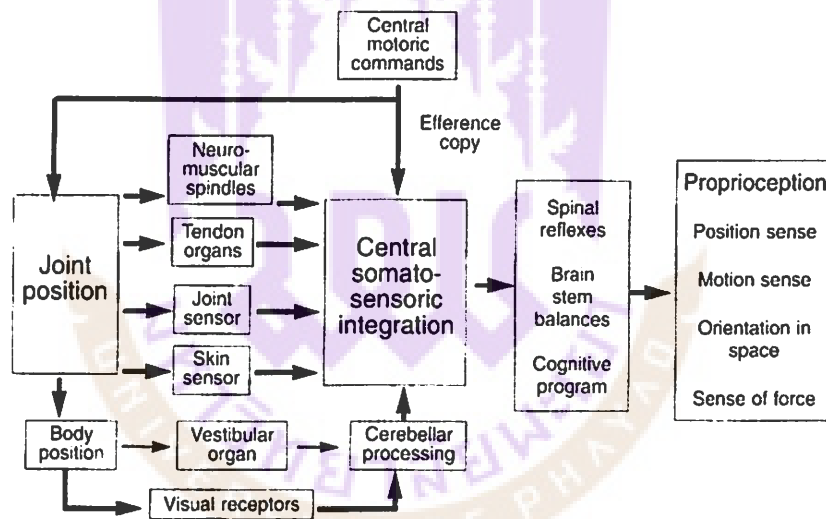 Central
motoric
commands
Efference
copy
Neuro-
muscular
spindles
Tendon
organs
Joint
position
Joint
sensor
Skin
sensor
Central
somato-
sensoric
integration
Spinal
reflexes
Brain
stem
balances
Cognitive
program
Proprioception
Position sense
Motion sense
Orientation in
space
Sense of force
Body
position
Vestibular
organ
Cerebellar
processing
Visual receptors